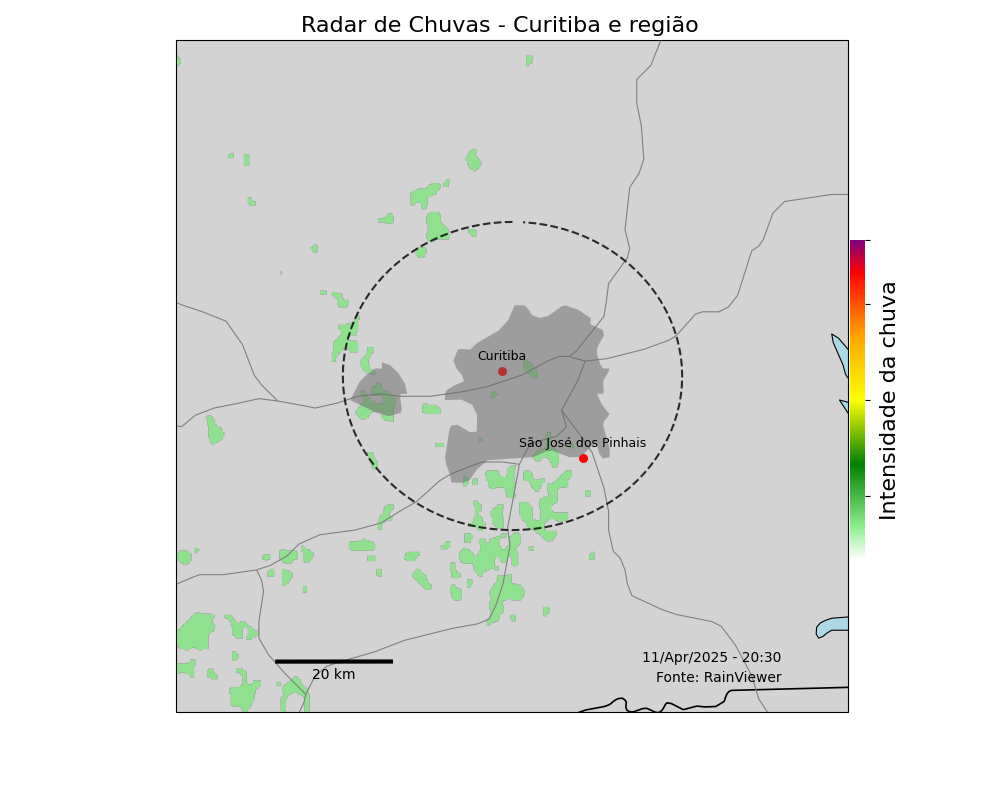 Radar de Chuvas - Curitiba e região
Curitiba
São José dos Pinhais
Intensidade da chuva
11/Apr/2025 - 20:30
Fonte: RainViewer
20 km